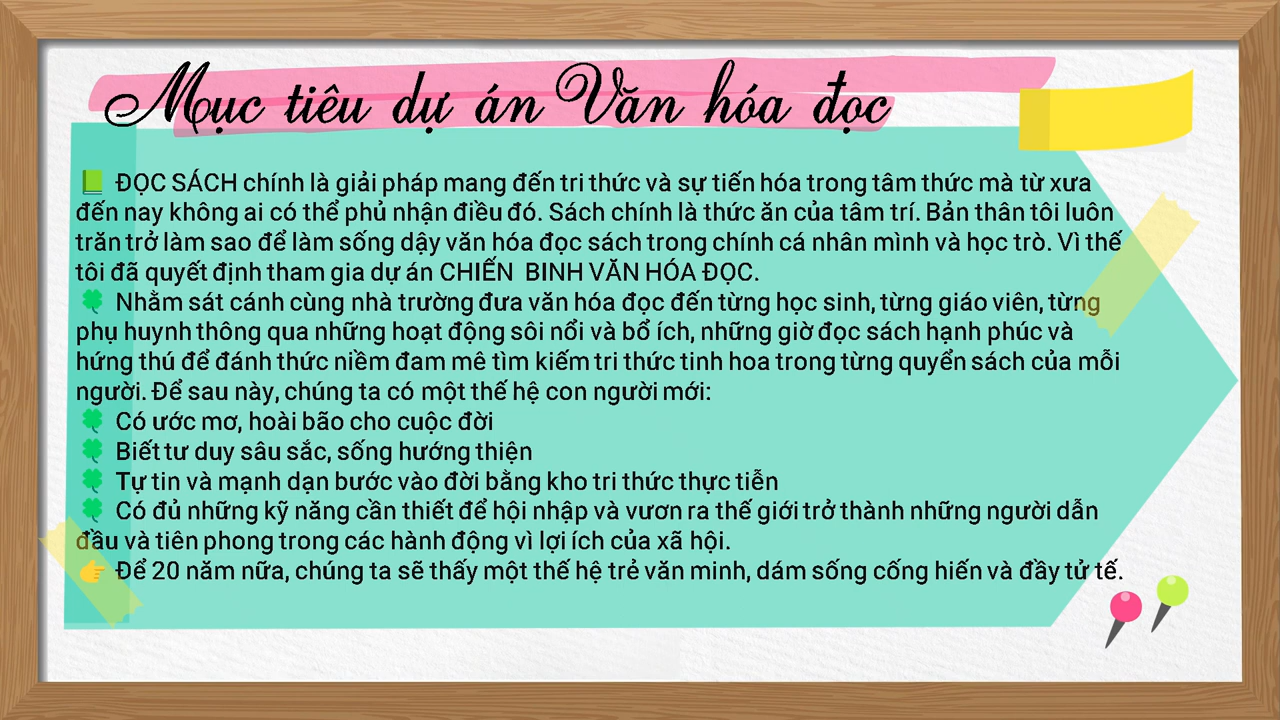 Mục tiêu dự án Văn hóa đọc
📗 ĐỌC SÁCH chính là giải pháp mang đến tri thức và sự tiến hóa trong tâm thức mà từ xưa
đến nay không ai có thể phủ nhận điều đó. Sách chính là thức ăn của tâm trí. Bản thân tôi luôn
trăn trở làm sao để làm sống dậy văn hóa đọc sách trong chính cá nhân mình và học trò. Vì thế
tôi đã quyết định tham gia dự án CHIẾN BINH VĂN HÓA ĐỌC.
🍀 Nhằm sát cánh cùng nhà trường đưa văn hóa đọc đến từng học sinh, từng giáo viên, từng
phụ huynh thông qua những hoạt động sôi nổi và bổ ích, những giờ đọc sách hạnh phúc và
hứng thú để đánh thức niềm đam mê tìm kiếm tri thức tinh hoa trong từng quyển sách của mỗi
người. Để sau này, chúng ta có một thế hệ con người mới:
🍀 Có ước mơ, hoài bão cho cuộc đời
🍀 Biết tư duy sâu sắc, sống hướng thiện
🍀 Tự tin và mạnh dạn bước vào đời bằng kho tri thức thực tiễn
🍀 Có đủ những kỹ năng cần thiết để hội nhập và vươn ra thế giới trở thành những người dẫn
đầu và tiên phong trong các hành động vì lợi ích của xã hội.
👉 Để 20 năm nữa, chúng ta sẽ thấy một thế hệ trẻ văn minh, dám sống cống hiến và đầy tử tế.